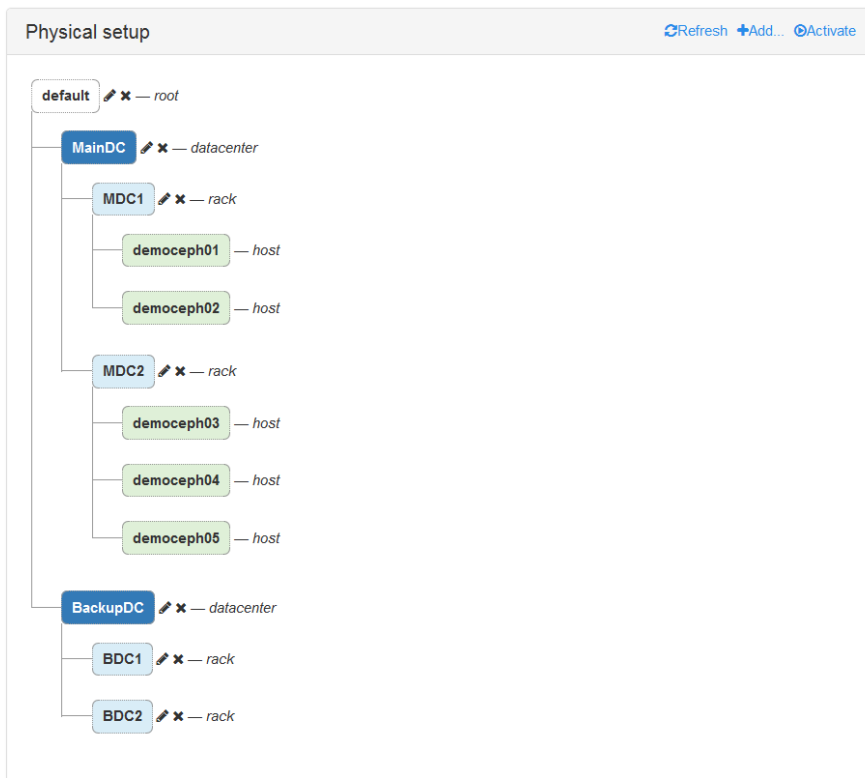 Physical setup Refresh Add... Activate
default — root
MainDC — datacenter
MDC1 — rack
democeph01 — host
democeph02 — host
MDC2 — rack
democeph03 — host
democeph04 — host
democeph05 — host
BackupDC — datacenter
BDC1 — rack
BDC2 — rack